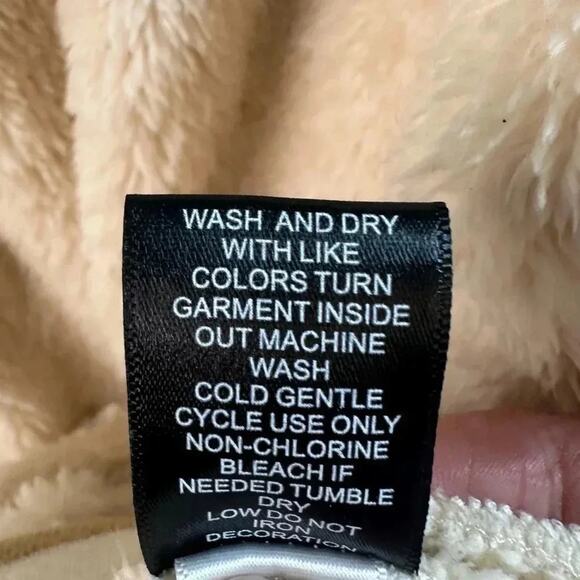 WASH AND DRY
WITH LIKE
COLORS TURN
GARMENT INSIDE
OUT MACHINE
WASH
COLD GENTLE
CYCLE USE ONLY
NON-CHLORINE
BLEACH IF
NEEDED TUMBLE
DRY
LOW DO NOT
IRON
DECORATION